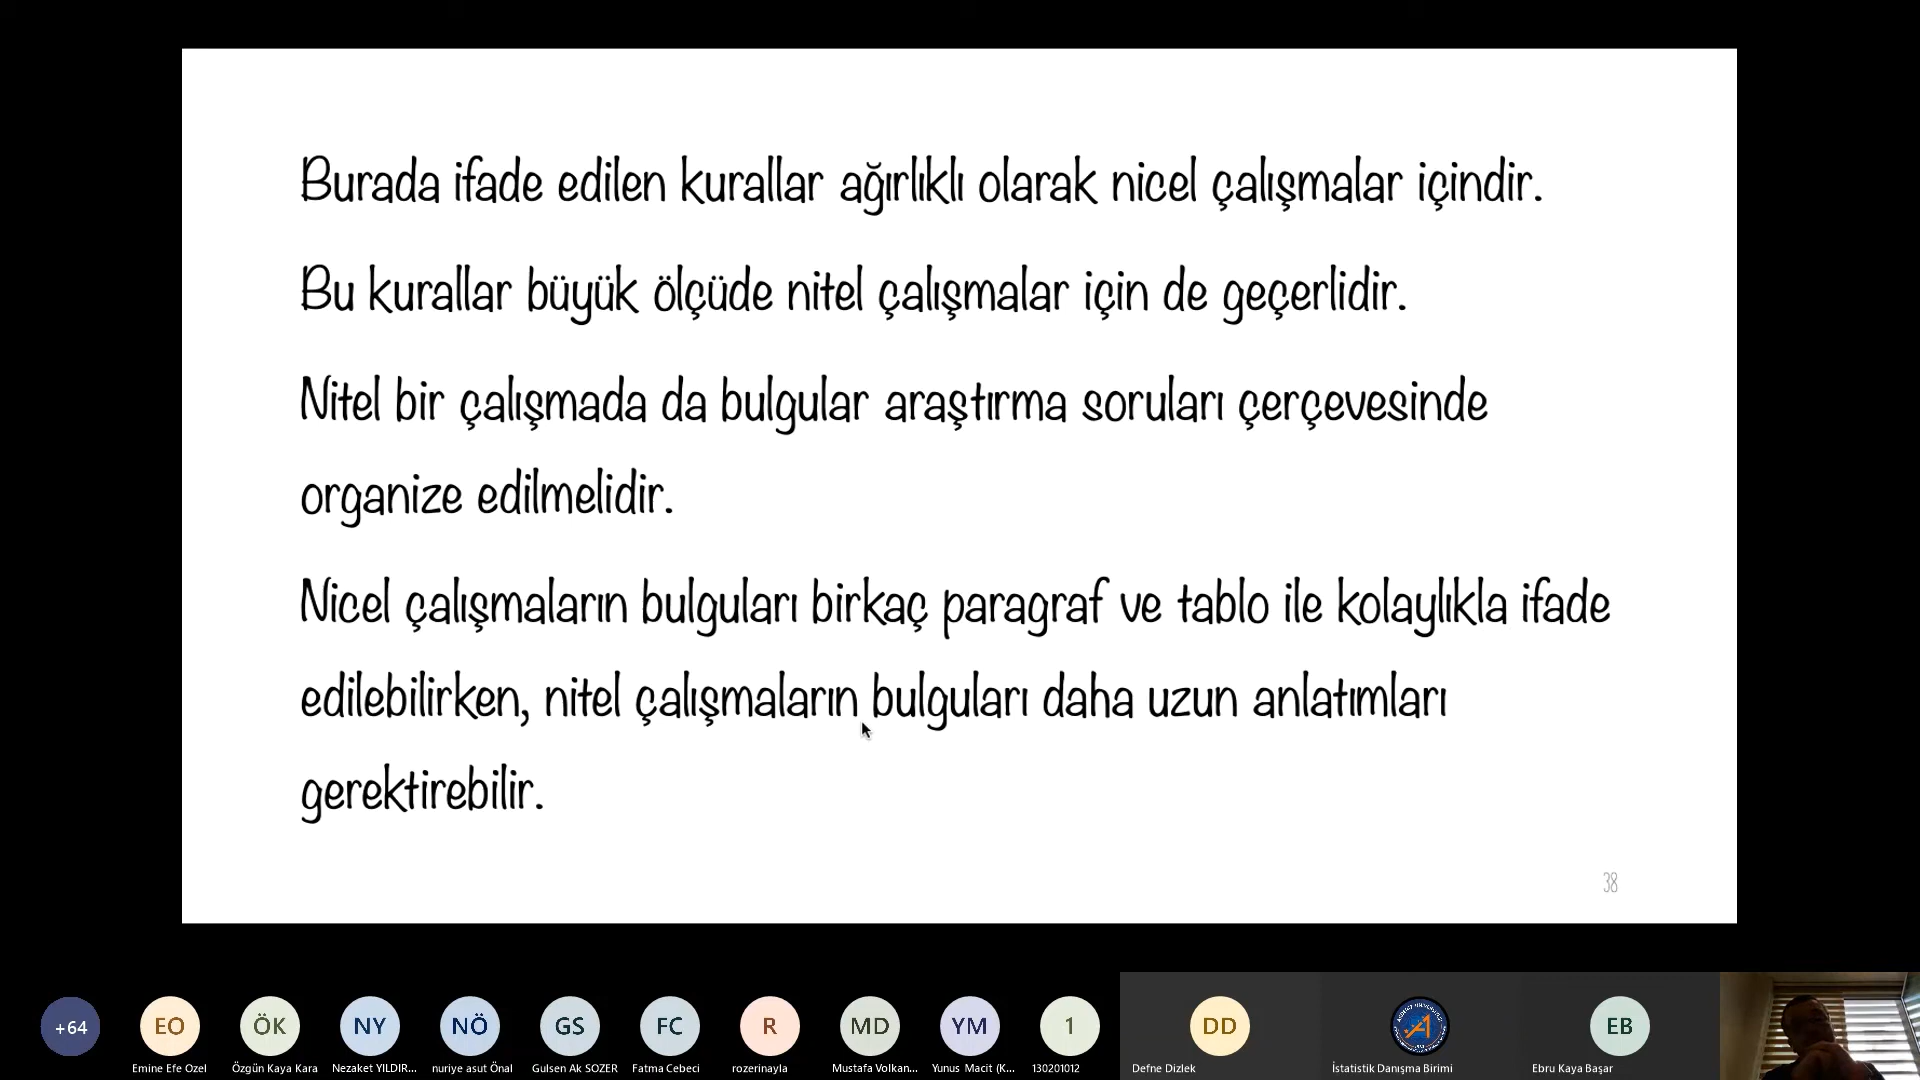 Burada ifade edilen kurallar ağırlıklı olarak nicel çalışmalar içindir.
Bu kurallar büyük ölçüde nitel çalışmalar için de geçerlidir.
Nitel bir çalışmada da bulgular araştırma soruları çerçevesinde
organize edilmelidir.
Nicel çalışmaların bulguları birkaç paragraf ve tablo ile kolaylıkla ifade
edilebilirken, nitel çalışmaların bulguları daha uzun anlatımları
gerektirebilir.
38
+64 EO ÖK NY NÖ GS FC R MD YM 1 DD EB
Emine Efe Ozel Özgün Kaya Kara Nezaket YILDIR... nuriye asut Önal Gulsen Ak SOZER Fatma Cebeci rozerinayla Mustafa Volkan... Yunus Macit (K... 130201012 Defne Dizlek İstatistik Danışma Birimi Ebru Kaya Başar